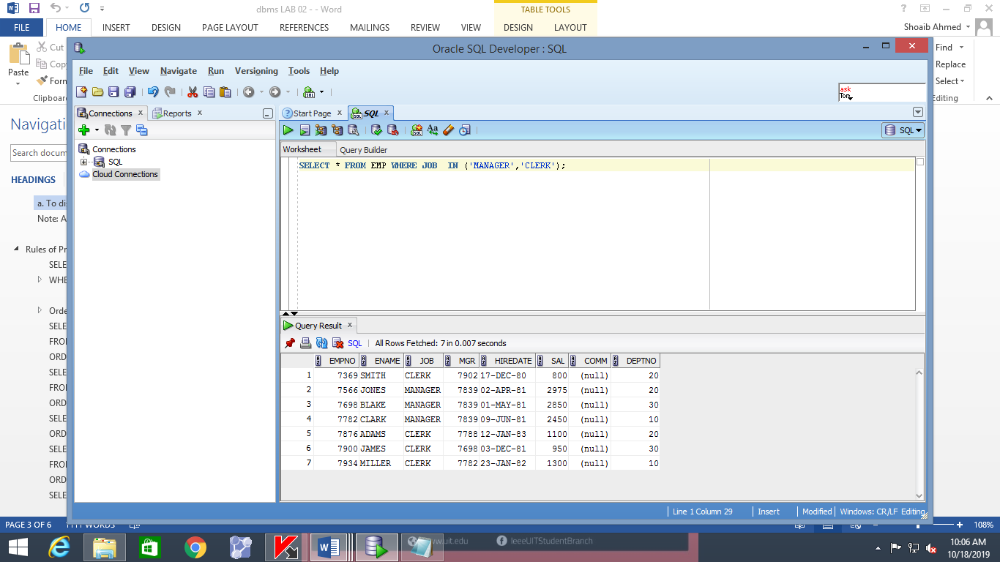 dbms LAB 02 - - Word
TABLE TOOLS
FILE HOME INSERT DESIGN PAGE LAYOUT REFERENCES MAILINGS REVIEW VIEW DESIGN LAYOUT
Shoaib Ahmed
Paste
Cut
Clipboard
Find
Replace
Select
Editing
Navigati
Search docum
HEADINGS
a. To dis
Note: A
Rules of Pr
SELE
WHE
Orde
SELE
FRO
ORD
SELE
FRO
ORD
SELE
ORD
SELE
FRO
ORD
SELE
Oracle SQL Developer : SQL
File Edit View Navigate Run Versioning Tools Help
ask
Tom
Connections
Reports
Connections
SQL
Cloud Connections
Start Page
SQL
SQL
Worksheet
Query Builder
SELECT * FROM EMP WHERE JOB  IN ('MANAGER','CLERK');
Query Result
SQL | All Rows Fetched: 7 in 0.007 seconds
EMPNO ENAME JOB MGR HIREDATE SAL COMM DEPTNO
1 7369 SMITH CLERK 7902 17-DEC-80 800 (null) 20
2 7566 JONES MANAGER 7839 02-APR-81 2975 (null) 20
3 7698 BLAKE MANAGER 7839 01-MAY-81 2850 (null) 30
4 7782 CLARK MANAGER 7839 09-JUN-81 2450 (null) 10
5 7876 ADAMS CLERK 7788 12-JAN-83 1100 (null) 20
6 7900 JAMES CLERK 7698 03-DEC-81 950 (null) 30
7 7934 MILLER CLERK 7782 23-JAN-82 1300 (null) 10
Line 1 Column 29 | Insert | Modified | Windows: CR/LF Editing
PAGE 3 OF 6
WORDS
108%
.uit.edu
IeeeUITStudentBranch
10:06 AM
10/18/2019